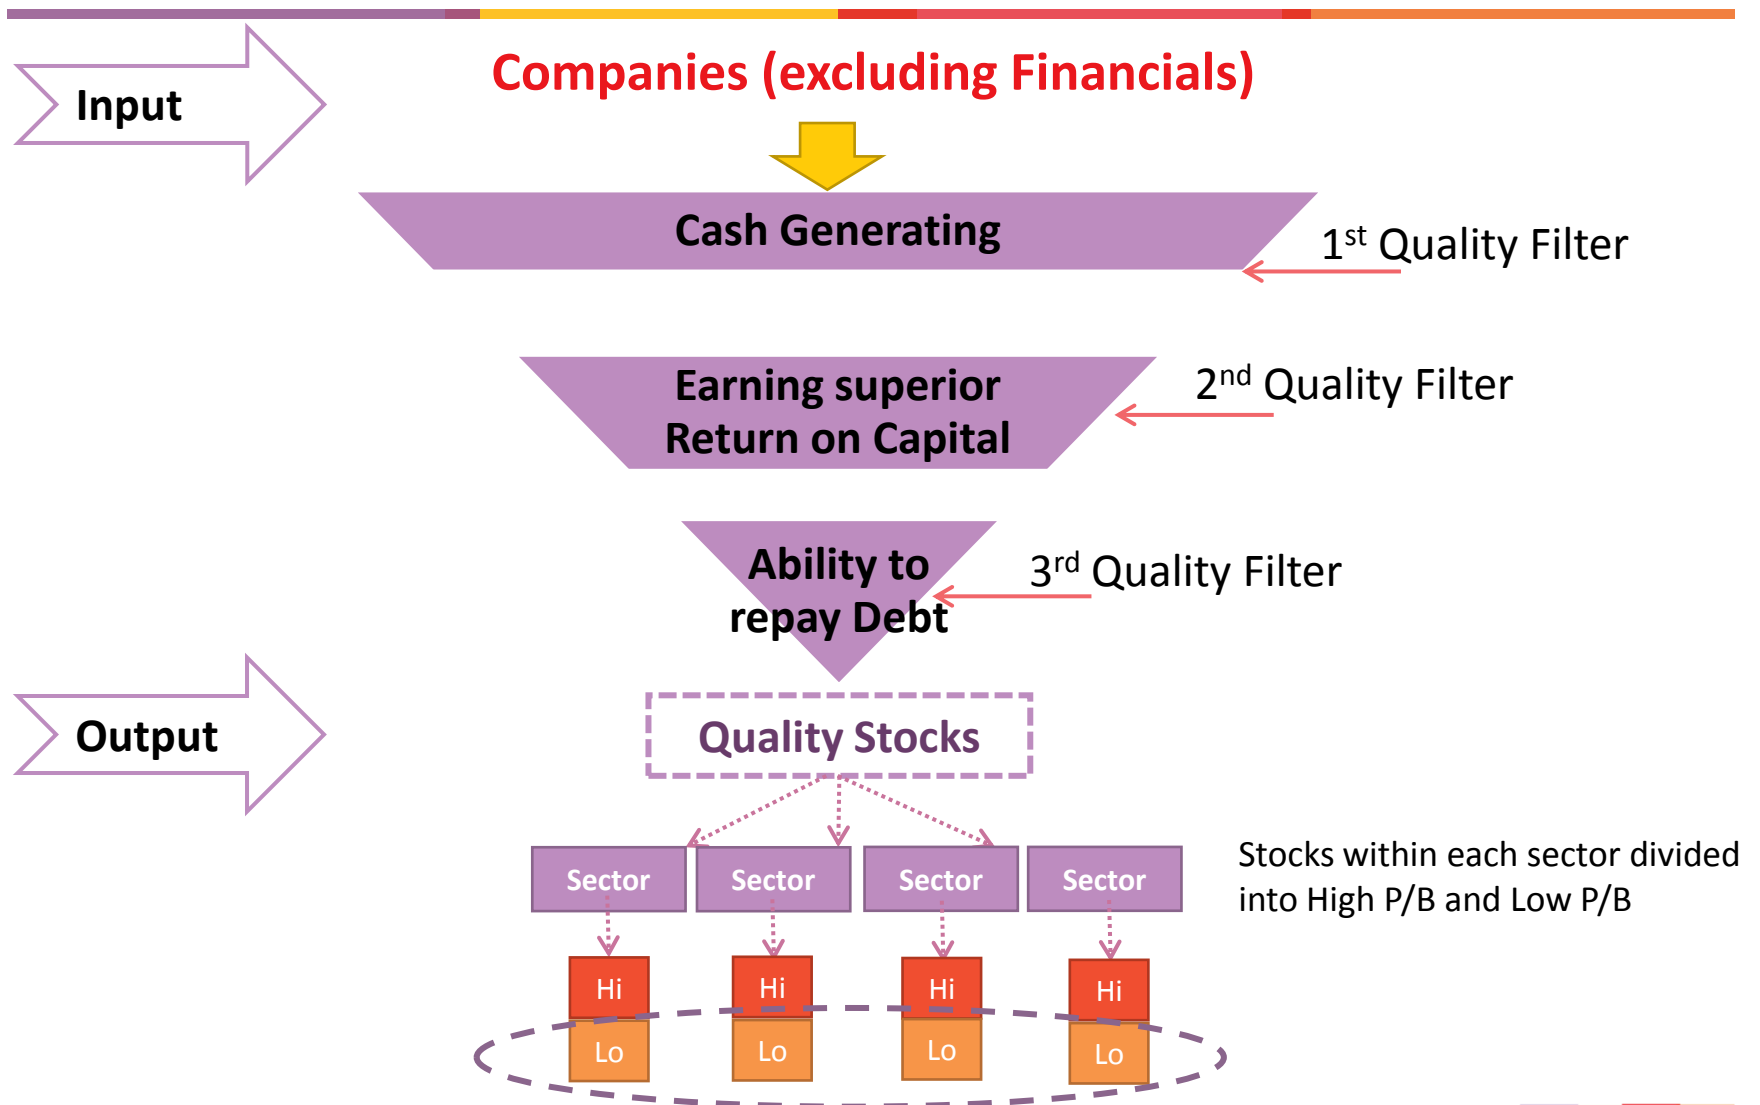 Companies (excluding Financials)
Input
Cash Generating
1st Quality Filter
Earning superior
Return on Capital
2nd Quality Filter
Ability to
repay Debt
3rd Quality Filter
Output
Quality Stocks
Sector Sector Sector Sector
Stocks within each sector divided
into High P/B and Low P/B
Hi Hi Hi Hi
Lo Lo Lo Lo